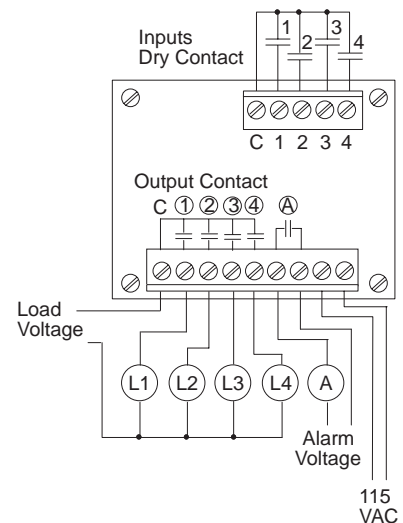 Inputs
Dry Contact
1 2 3 4
C 1 2 3 4
Output Contact
C 1 2 3 4 A
Load
Voltage
L1 L2 L3 L4 A
Alarm
Voltage
115
VAC